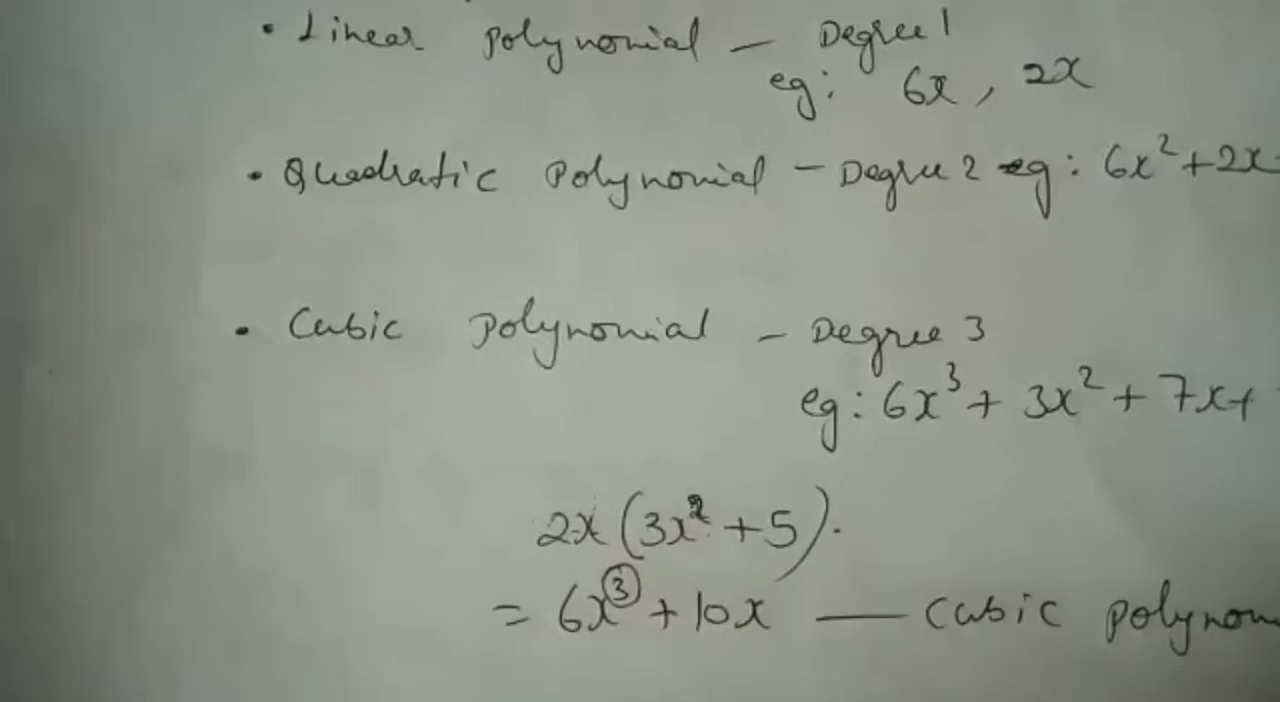 • Linear Polynomial — Degree 1
eg: 6x, 2x
• Quadratic Polynomial — Degree 2 eg: 6x² + 2x
• Cubic Polynomial — Degree 3
eg: 6x³ + 3x² + 7x +
2x (3x² + 5).
= 6x³ + 10x — cubic polynom